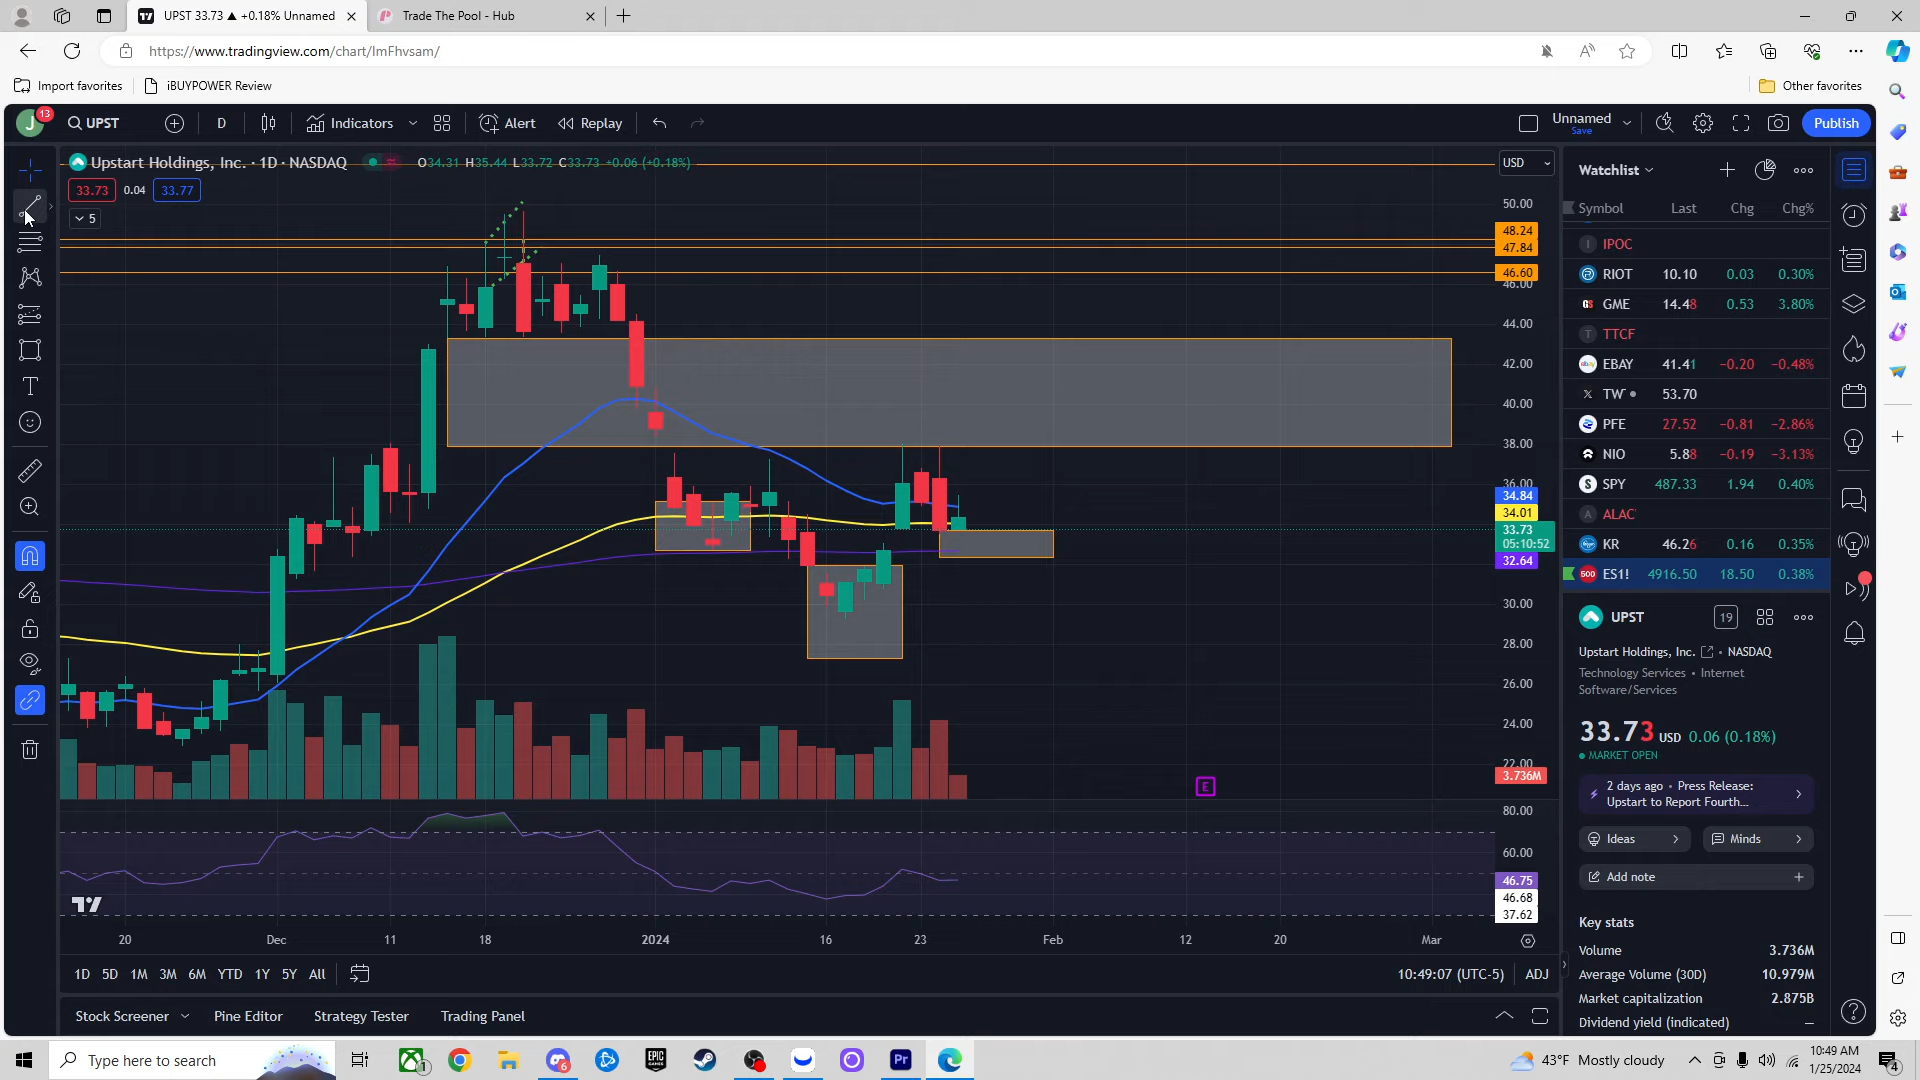 UPST 33.73 ▲ +0.18% Unnamed
Trade The Pool - Hub
https://www.tradingview.com/chart/lmFhvsam/
Import favorites
iBUYPOWER Review
Other favorites
J
13
UPST
D
Indicators
Alert
Replay
Unnamed
Save
Publish
Upstart Holdings, Inc. · 1D · NASDAQ
O34.31 H35.44 L33.72 C33.73 +0.06 (+0.18%)
33.73
0.04
33.77
5
USD
50.00
48.24
47.84
46.60
46.00
44.00
42.00
40.00
38.00
36.00
34.84
34.01
33.73
05:10:52
32.64
30.00
28.00
26.00
24.00
22.00
3.736M
E
80.00
60.00
46.75
46.68
37.62
20
Dec
11
18
2024
16
23
Feb
12
20
Mar
1D 5D 1M 3M 6M YTD 1Y 5Y All
10:49:07 (UTC-5)
ADJ
Stock Screener
Pine Editor
Strategy Tester
Trading Panel
Watchlist
Symbol Last Chg Chg%
I IPOC
RIOT 10.10 0.03 0.30%
GME 14.48 0.53 3.80%
T TTCF
EBAY 41.41 -0.20 -0.48%
TW 53.70
PFE 27.52 -0.81 -2.86%
NIO 5.88 -0.19 -3.13%
S SPY 487.33 1.94 0.40%
A ALAC
KR 46.26 0.16 0.35%
500 ES1! 4916.50 18.50 0.38%
UPST
19
Upstart Holdings, Inc. • NASDAQ
Technology Services • Internet
Software/Services
33.73 USD 0.06 (0.18%)
MARKET OPEN
2 days ago • Press Release:
Upstart to Report Fourth...
Ideas
Minds
Add note
Key stats
Volume 3.736M
Average Volume (30D) 10.979M
Market capitalization 2.875B
Dividend yield (indicated) —
Type here to search
1
6
EPIC
GAMES
Pr
43°F Mostly cloudy
10:49 AM
1/25/2024
4